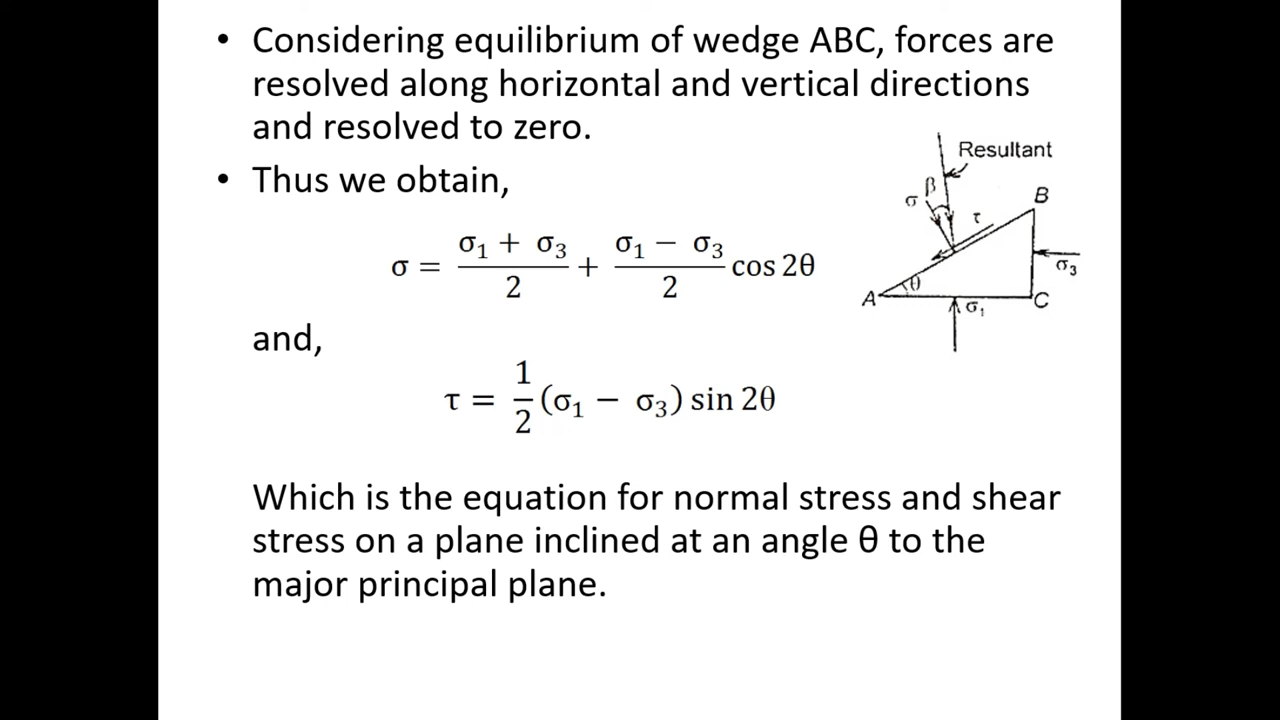 • Considering equilibrium of wedge ABC, forces are
resolved along horizontal and vertical directions
and resolved to zero.
• Thus we obtain,
σ = (σ₁ + σ₃)/2 + (σ₁ − σ₃)/2 cos 2θ
and,
τ = 1/2 (σ₁ − σ₃) sin 2θ
Which is the equation for normal stress and shear
stress on a plane inclined at an angle θ to the
major principal plane.
Resultant
β
σ
τ
B
σ₃
θ
A
C
σ₁